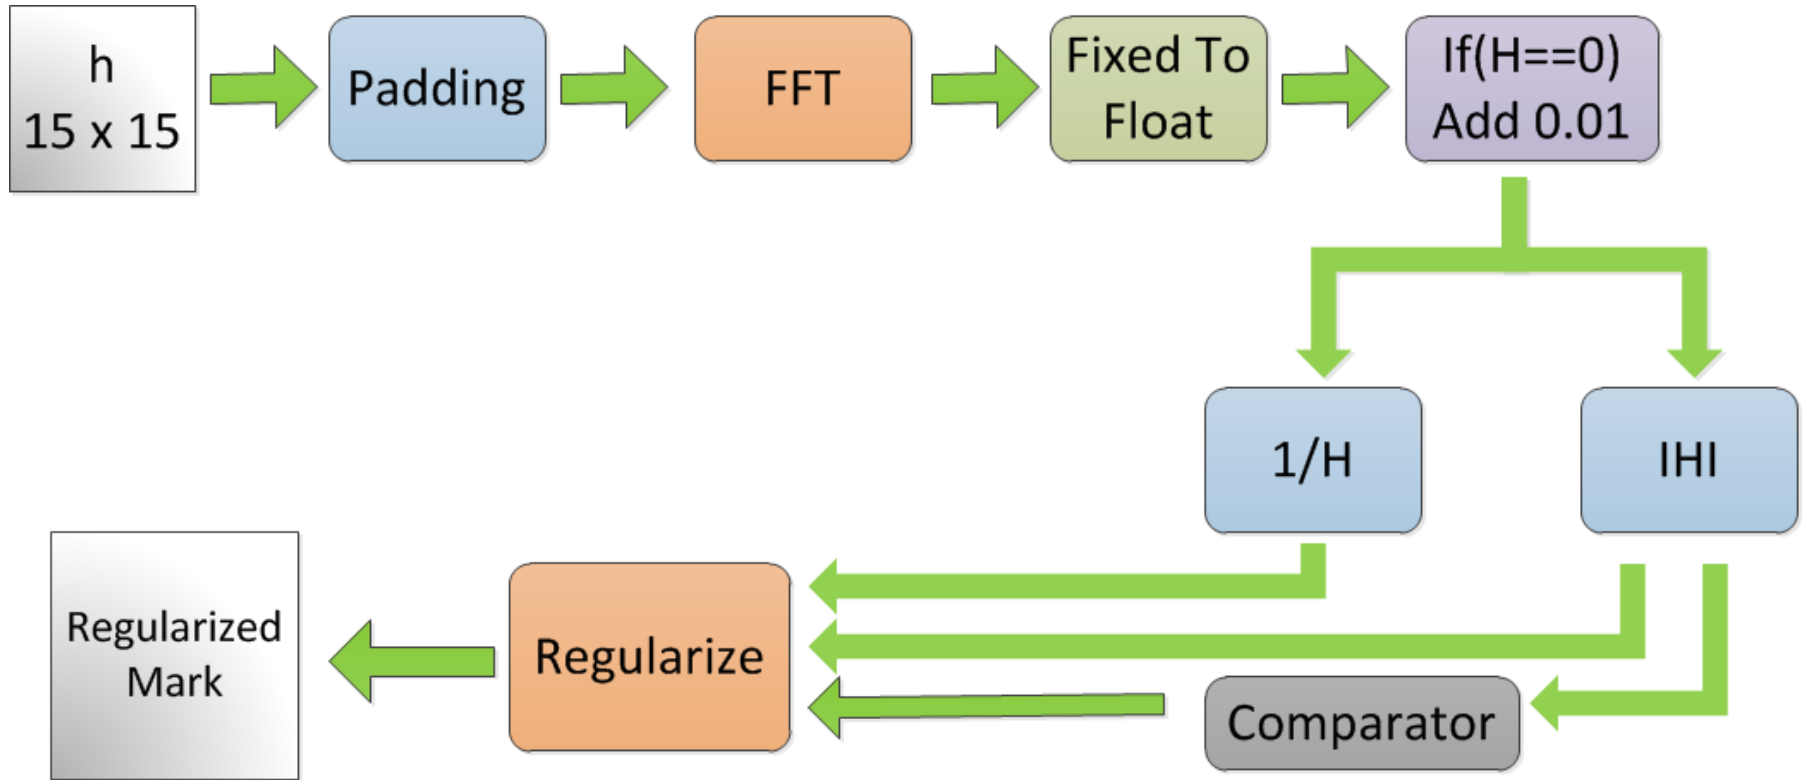 h
15 x 15
Padding
FFT
Fixed To
Float
If(H==0)
Add 0.01
1/H
IHI
Regularized
Mark
Regularize
Comparator